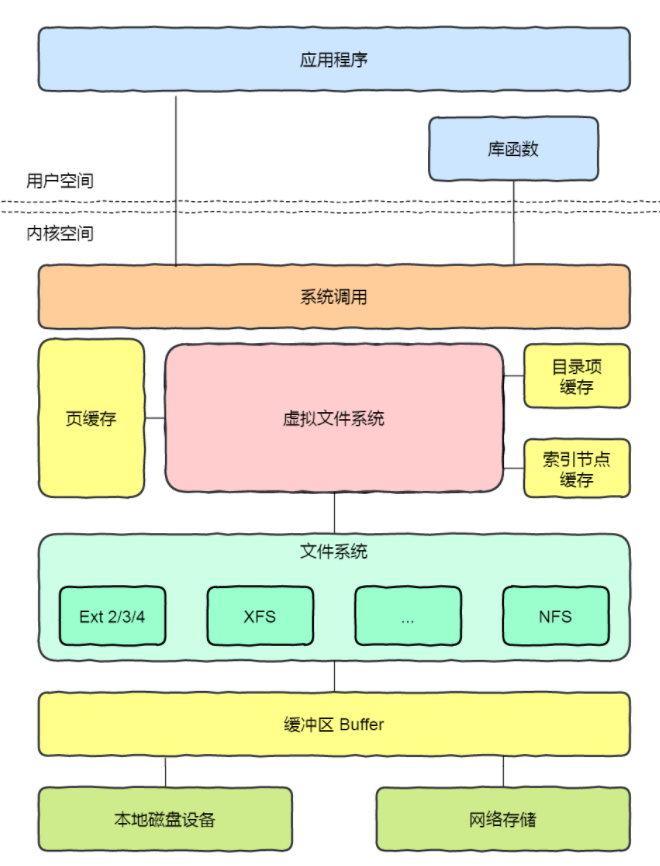 应用程序
库函数
用户空间
内核空间
系统调用
页缓存
虚拟文件系统
目录项
缓存
索引节点
缓存
文件系统
Ext 2/3/4
XFS
...
NFS
缓冲区 Buffer
本地磁盘设备
网络存储